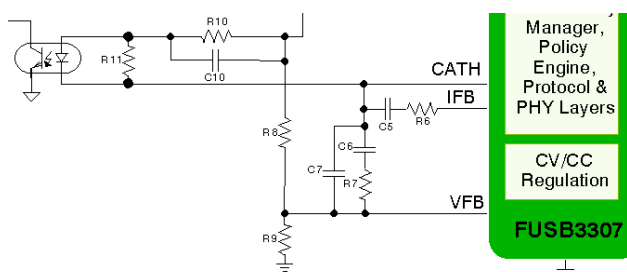 Manager,
Policy
Engine,
Protocol &
PHY Layers
R10
R11
C10
CATH
IFB
C5
R6
R8
C6
C7
R7
CV/CC
Regulation
VFB
R9
FUSB3307